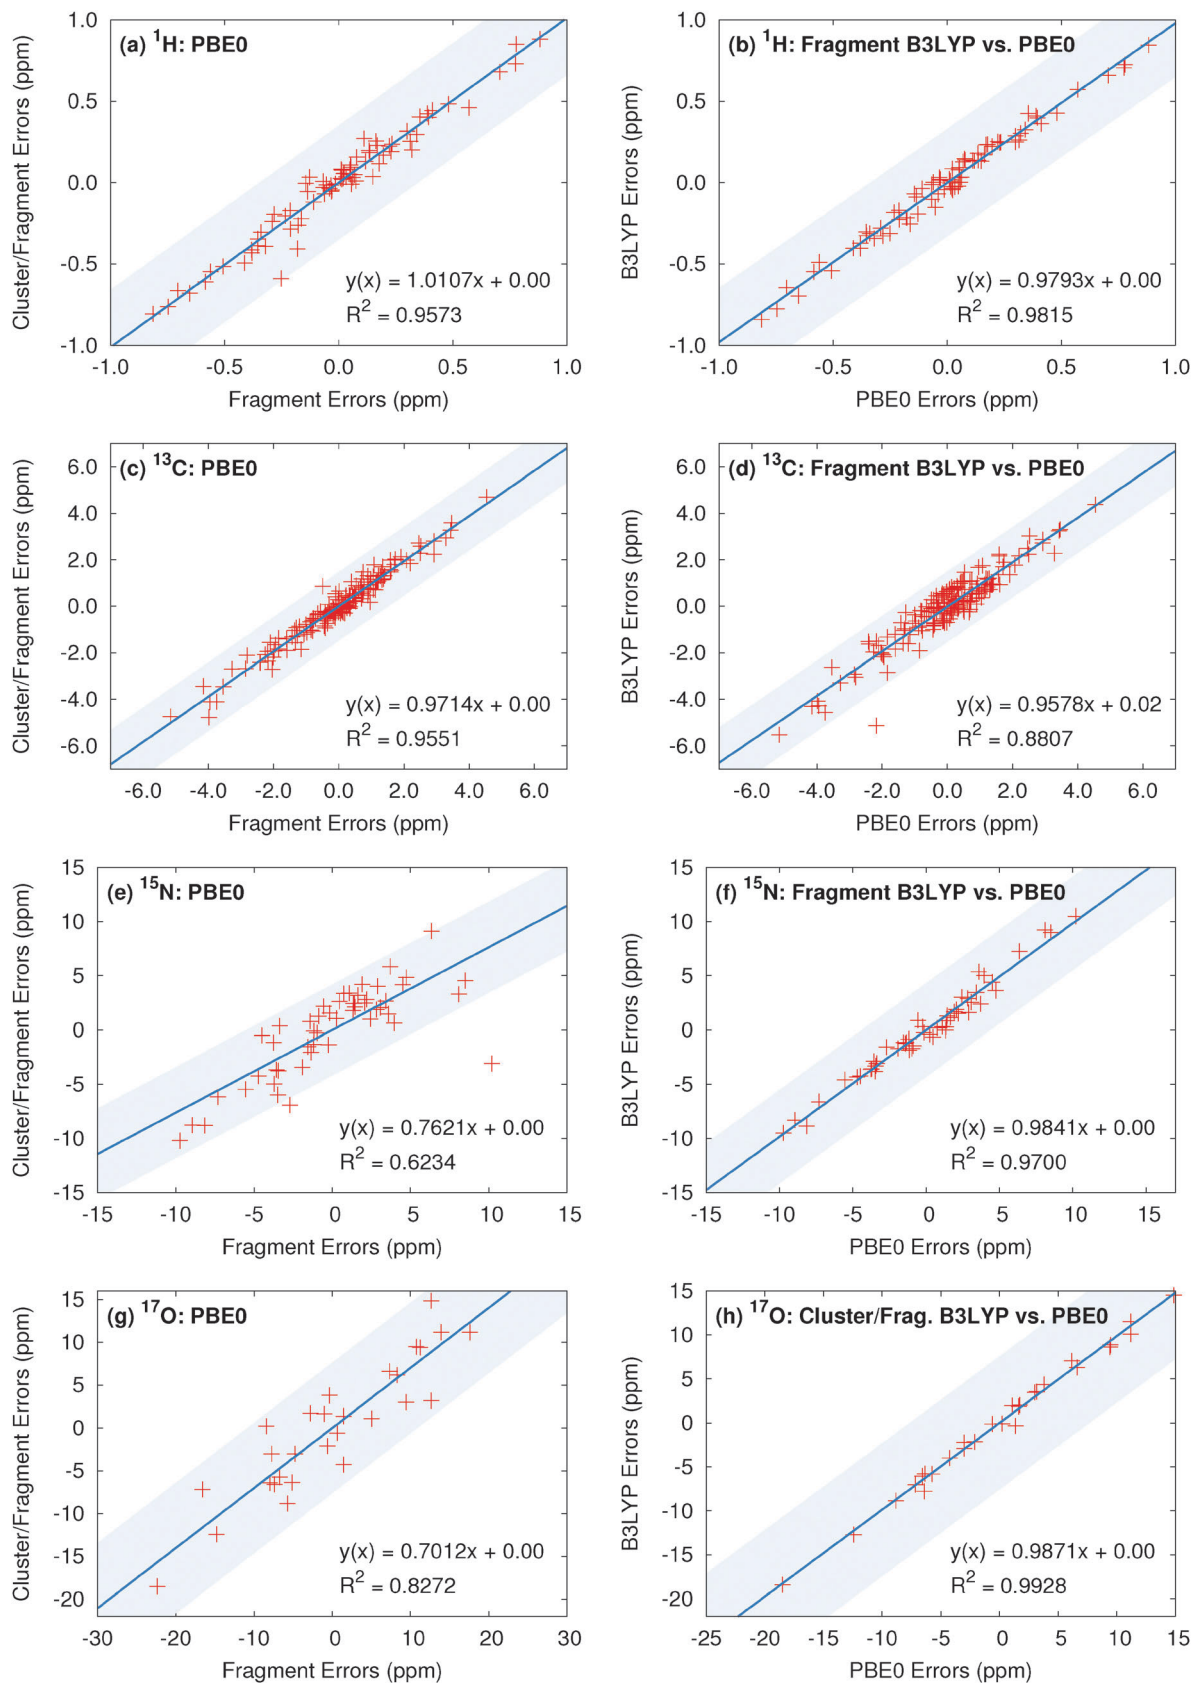 (a) ¹H: PBE0
Cluster/Fragment Errors (ppm)
1.0
0.5
0.0
-0.5
-1.0
y(x) = 1.0107x + 0.00
R² = 0.9573
-1.0 -0.5 0.0 0.5 1.0
Fragment Errors (ppm)
(b) ¹H: Fragment B3LYP vs. PBE0
B3LYP Errors (ppm)
1.0
0.5
0.0
-0.5
-1.0
y(x) = 0.9793x + 0.00
R² = 0.9815
-1.0 -0.5 0.0 0.5 1.0
PBE0 Errors (ppm)
(c) ¹³C: PBE0
Cluster/Fragment Errors (ppm)
6.0
4.0
2.0
0.0
-2.0
-4.0
-6.0
y(x) = 0.9714x + 0.00
R² = 0.9551
-6.0 -4.0 -2.0 0.0 2.0 4.0 6.0
Fragment Errors (ppm)
(d) ¹³C: Fragment B3LYP vs. PBE0
B3LYP Errors (ppm)
6.0
4.0
2.0
0.0
-2.0
-4.0
-6.0
y(x) = 0.9578x + 0.02
R² = 0.8807
-6.0 -4.0 -2.0 0.0 2.0 4.0 6.0
PBE0 Errors (ppm)
(e) ¹⁵N: PBE0
Cluster/Fragment Errors (ppm)
15
10
5
0
-5
-10
-15
y(x) = 0.7621x + 0.00
R² = 0.6234
-15 -10 -5 0 5 10 15
Fragment Errors (ppm)
(f) ¹⁵N: Fragment B3LYP vs. PBE0
B3LYP Errors (ppm)
15
10
5
0
-5
-10
-15
y(x) = 0.9841x + 0.00
R² = 0.9700
-15 -10 -5 0 5 10 15
PBE0 Errors (ppm)
(g) ¹⁷O: PBE0
Cluster/Fragment Errors (ppm)
15
10
5
0
-5
-10
-15
-20
y(x) = 0.7012x + 0.00
R² = 0.8272
-30 -20 -10 0 10 20 30
Fragment Errors (ppm)
(h) ¹⁷O: Cluster/Frag. B3LYP vs. PBE0
B3LYP Errors (ppm)
15
10
5
0
-5
-10
-15
-20
y(x) = 0.9871x + 0.00
R² = 0.9928
-25 -20 -15 -10 -5 0 5 10 15
PBE0 Errors (ppm)